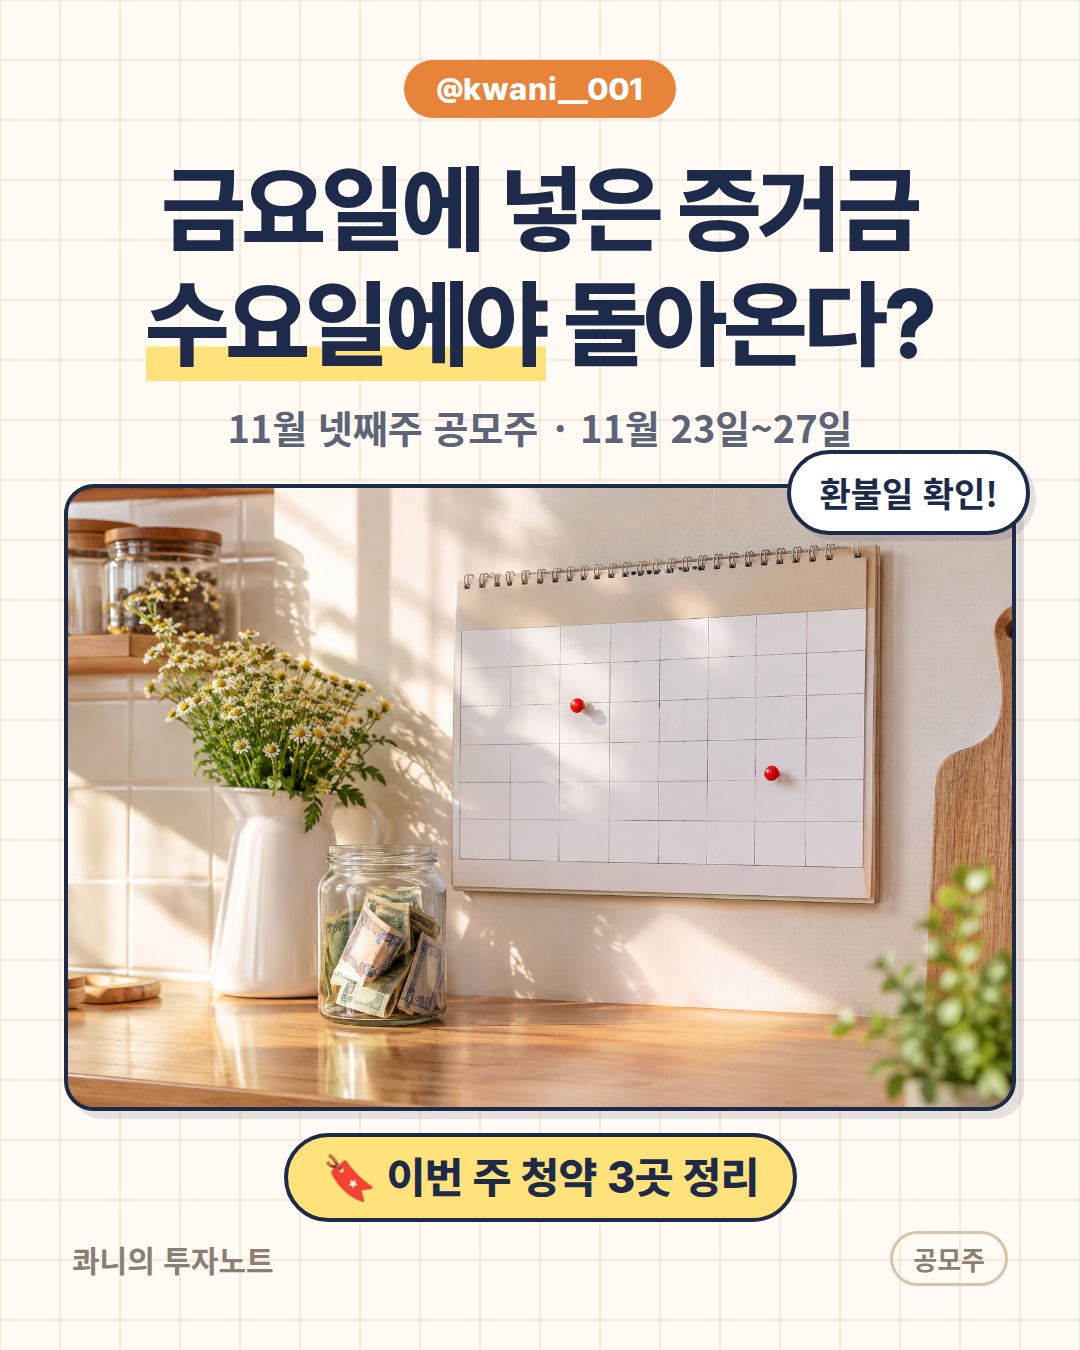 @kwani__001
금요일에 넣은 증거금
수요일에야 돌아온다?
11월 넷째주 공모주 · 11월 23일~27일
환불일 확인!
이번 주 청약 3곳 정리
콰니의 투자노트
공모주